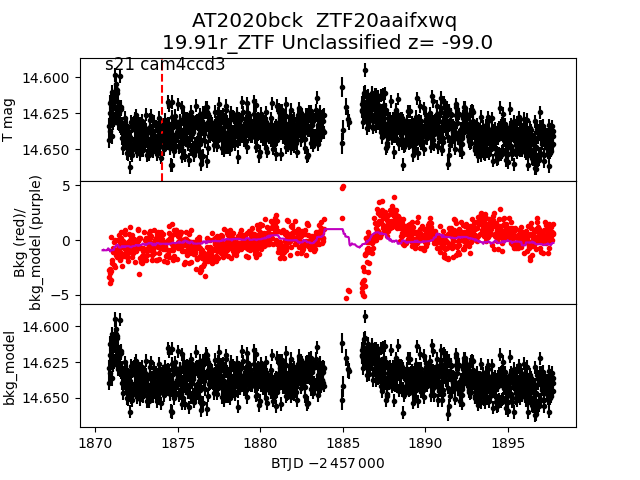 AT2020bck  ZTF20aaifxwq
19.91r_ZTF Unclassified z= -99.0
s21 cam4ccd3
T mag
14.600
14.625
14.650
Bkg (red)/
bkg_model (purple)
5
0
−5
bkg_model
14.600
14.625
14.650
1870 1875 1880 1885 1890 1895
BTJD −2 457 000